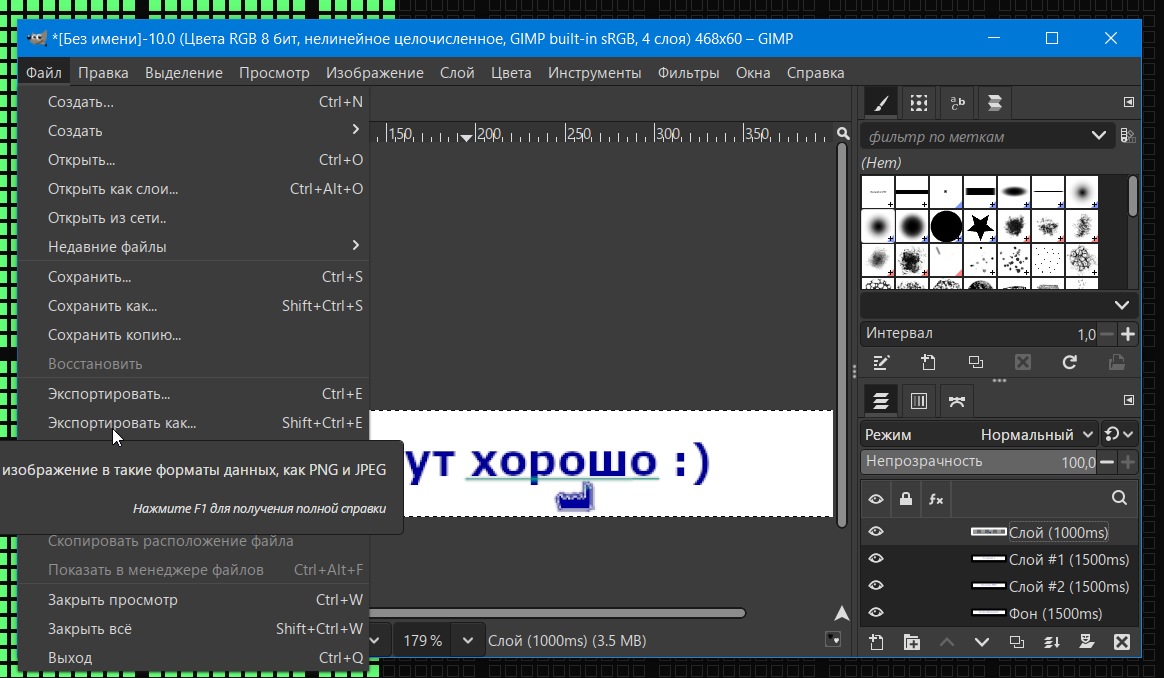 *[Без имени]-10.0 (Цвета RGB 8 бит, нелинейное целочисленное, GIMP built-in sRGB, 4 слоя) 468x60 – GIMP
Файл Правка Выделение Просмотр Изображение Слой Цвета Инструменты Фильтры Окна Справка
Создать... Ctrl+N
Создать
Открыть... Ctrl+O
Открыть как слои... Ctrl+Alt+O
Открыть из сети..
Недавние файлы
Сохранить... Ctrl+S
Сохранить как... Shift+Ctrl+S
Сохранить копию...
Восстановить
Экспортировать... Ctrl+E
Экспортировать как... Shift+Ctrl+E
изображение в такие форматы данных, как PNG и JPEG
Нажмите F1 для получения полной справки
Скопировать расположение файла
Показать в менеджере файлов Ctrl+Alt+F
Закрыть просмотр Ctrl+W
Закрыть всё Shift+Ctrl+W
Выход Ctrl+Q
150 200 250 300 350
ут хорошо :)
179 % Слой (1000ms) (3.5 MB)
фильтр по меткам
(Нет)
Интервал 1,0
Режим Нормальный
Непрозрачность 100,0
Слой (1000ms)
Слой #1 (1500ms)
Слой #2 (1500ms)
Фон (1500ms)